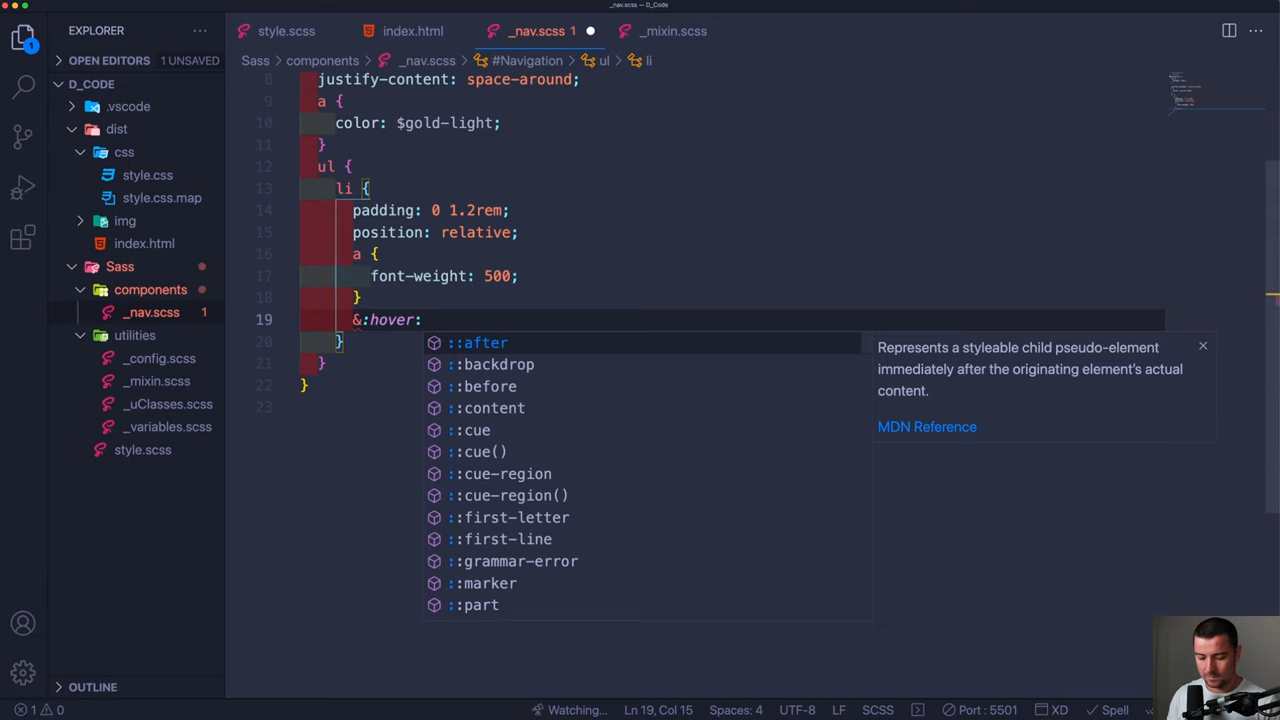 _nav.scss — D_Code
EXPLORER
OPEN EDITORS 1 UNSAVED
D_CODE
.vscode
dist
css
style.css
style.css.map
img
index.html
Sass
components
_nav.scss 1
utilities
_config.scss
_mixin.scss
_uClasses.scss
_variables.scss
style.scss
OUTLINE
style.scss index.html _nav.scss 1 _mixin.scss
Sass components _nav.scss #Navigation ul li
8 justify-content: space-around;
9 a {
10 color: $gold-light;
11 }
12 ul {
13 li {
14 padding: 0 1.2rem;
15 position: relative;
16 a {
17 font-weight: 500;
18 }
19 &:hover:
20 }
21 }
22 }
23
::after
::backdrop
::before
::content
::cue
::cue()
::cue-region
::cue-region()
::first-letter
::first-line
::grammar-error
::marker
::part
Represents a styleable child pseudo-element
immediately after the originating element's actual
content.
MDN Reference
1 0 Watching... Ln 19, Col 15 Spaces: 4 UTF-8 LF SCSS Port : 5501 XD Spell
1